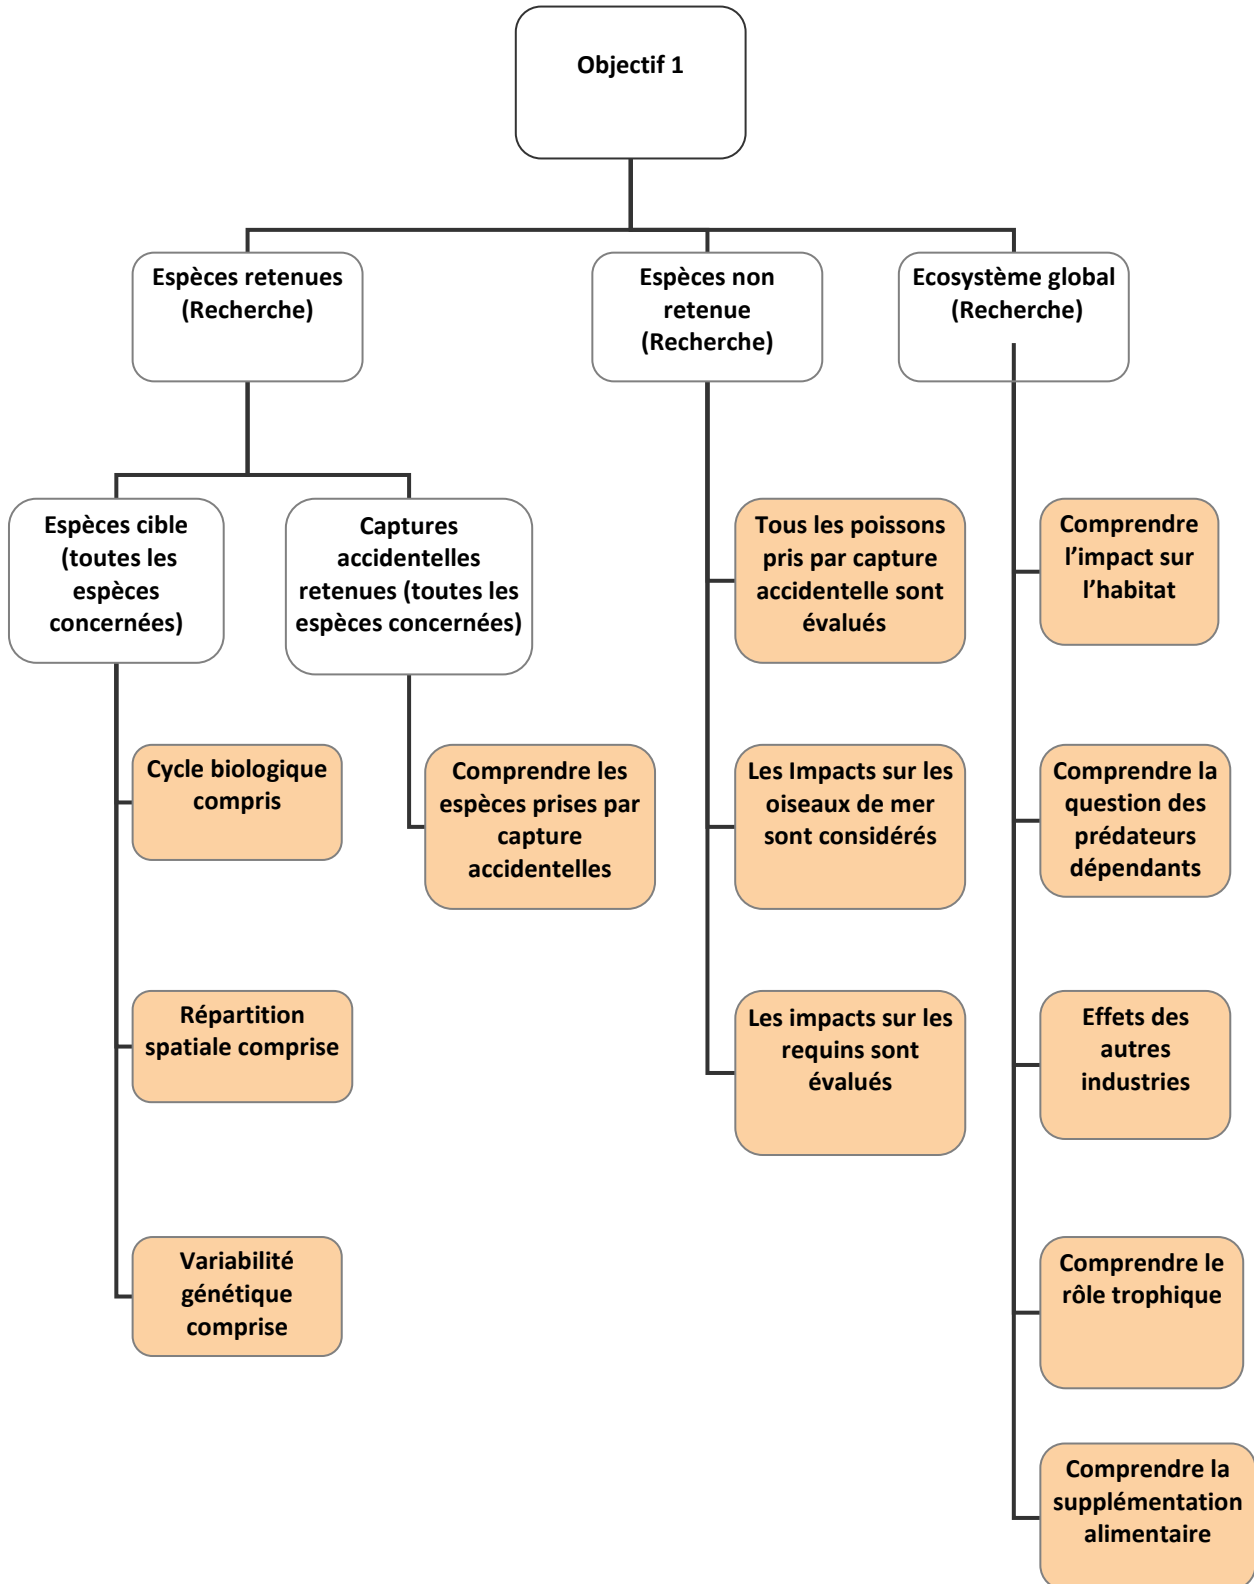 Objectif 1
Espèces retenues
(Recherche)
Espèces non
retenue
(Recherche)
Ecosystème global
(Recherche)
Espèces cible
(toutes les
espèces
concernées)
Captures
accidentelles
retenues (toutes les
espèces concernées)
Tous les poissons
pris par capture
accidentelle sont
évalués
Comprendre
l’impact sur
l’habitat
Cycle biologique
compris
Comprendre les
espèces prises par
capture
accidentelles
Les Impacts sur les
oiseaux de mer
sont considérés
Comprendre la
question des
prédateurs
dépendants
Répartition
spatiale comprise
Les impacts sur les
requins sont
évalués
Effets des
autres
industries
Variabilité
génétique
comprise
Comprendre le
rôle trophique
Comprendre la
supplémentation
alimentaire